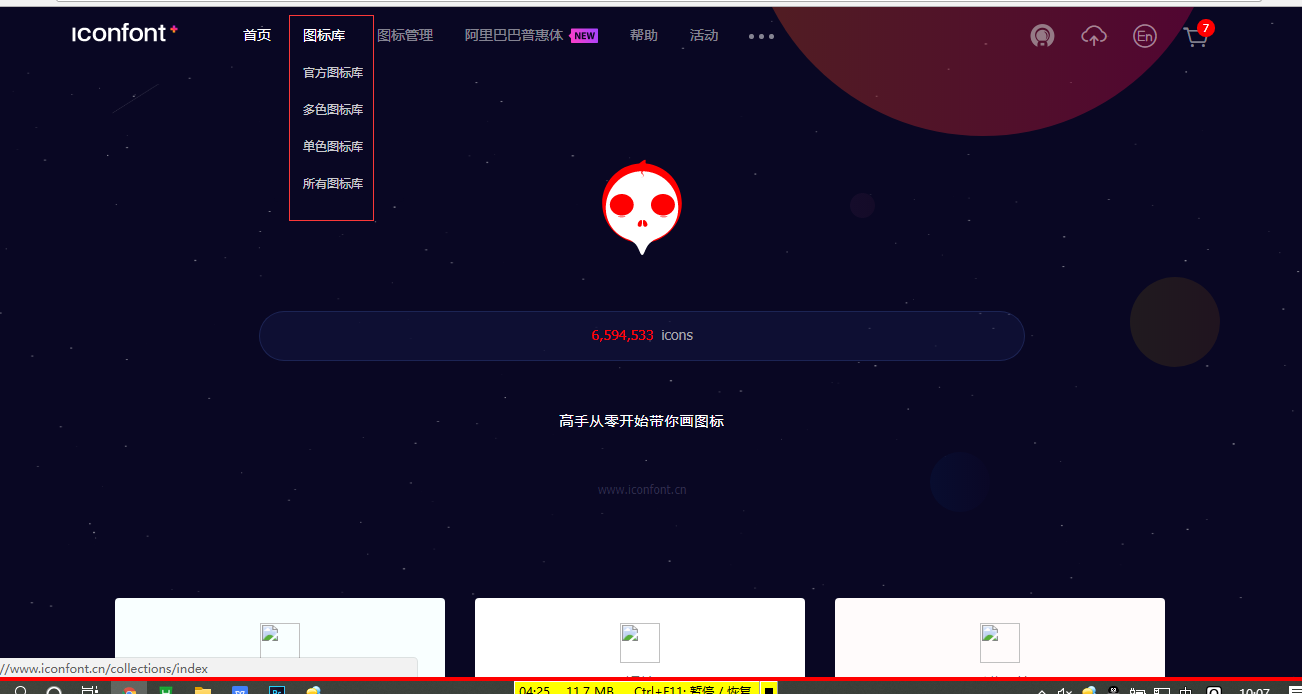 ıconfont+
首页 图标库 图标管理 阿里巴巴普惠体 NEW 帮助 活动 ••• En 7
官方图标库
多色图标库
单色图标库
所有图标库
6,594,533 icons
高手从零开始带你画图标
www.iconfont.cn
//www.iconfont.cn/collections/index
04:25 11.7 MB Ctrl+F11: 暂停 / 恢复
中 10:07